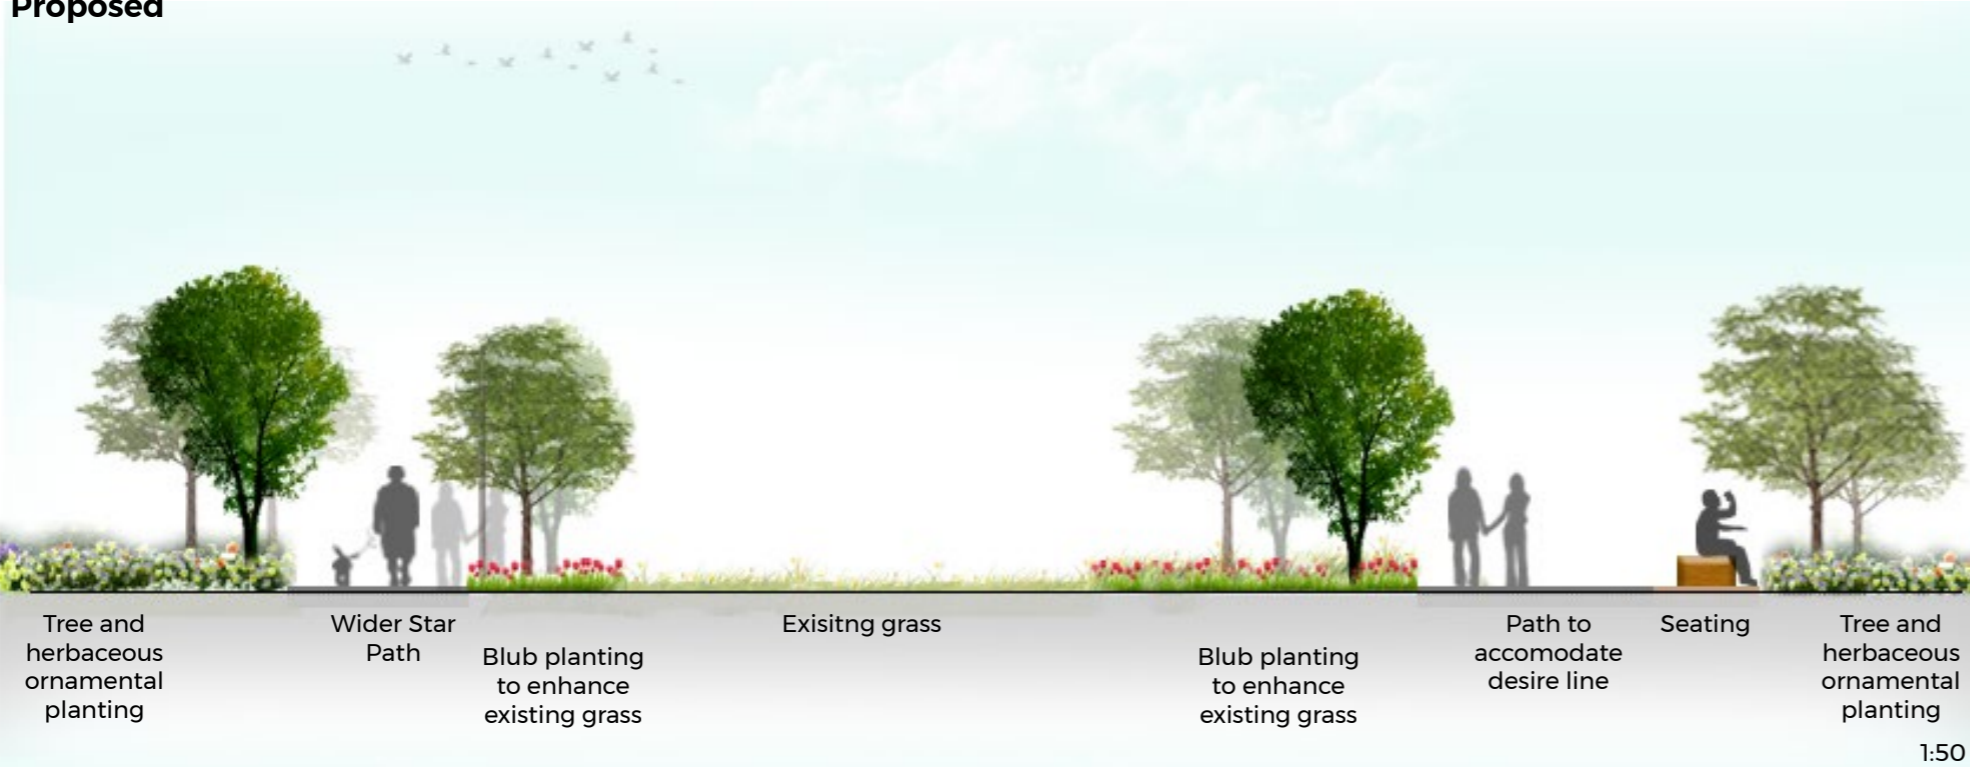 Proposed
Tree and
herbaceous
ornamental
planting
Wider Star
Path
Blub planting
to enhance
existing grass
Exisitng grass
Blub planting
to enhance
existing grass
Path to
accomodate
desire line
Seating
Tree and
herbaceous
ornamental
planting
1:50